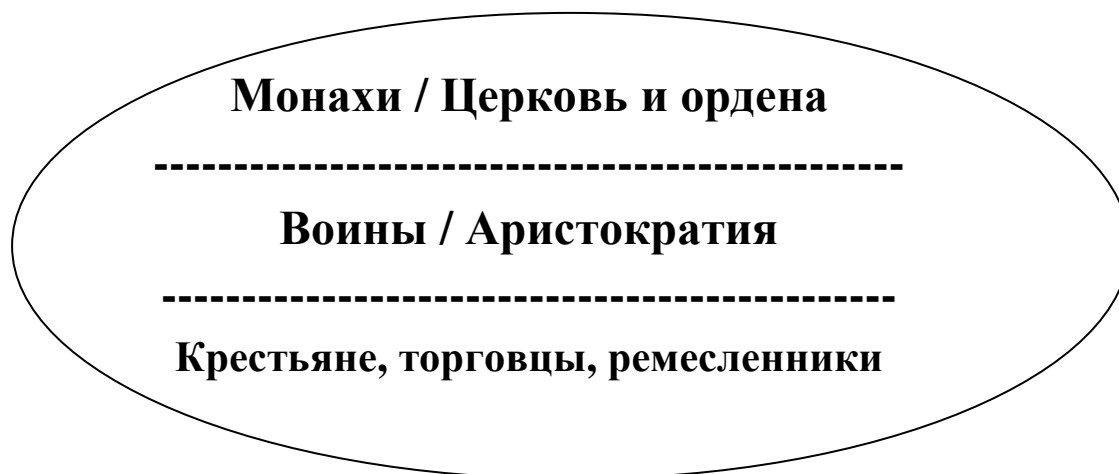 Монахи / Церковь и ордена
-----------------------------------------------
Воины / Аристократия
----------------------------------------------
Крестьяне, торговцы, ремесленники